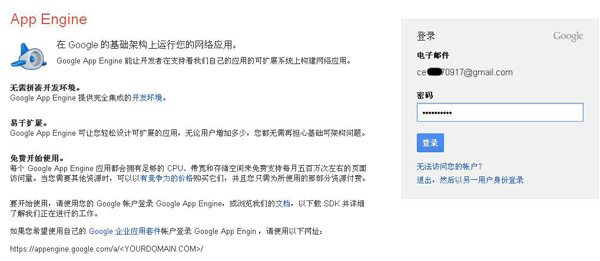 App Engine
在 Google 的基础架构上运行您的网络应用。
Google App Engine 能让开发者在支持着我们自己的应用的可扩展系统上构建网络应用。
无需拼凑开发环境。
Google App Engine 提供完全集成的开发环境。
易于扩展。
Google App Engine 可让您轻松设计可扩展的应用，无论用户增加多少，您都无需再担心基础可架构问题。
免费开始使用。
每个 Google App Engine 应用都会拥有足够的 CPU、带宽和存储空间来免费支持每月五百万次左右的页面
访问量。当您需要其他资源时，可以以有竞争力的价格购买它们，并且您只需为所使用的那部分资源付费。
要开始使用，请使用您的 Google 帐户登录 Google App Engine，或浏览我们的文档，以下载 SDK 并详细
了解我们正在进行的工作。
如果您希望使用自己的 Google 企业应用套件帐户登录 Google App Engin ，请使用以下网址：
https://appengine.google.com/a/<YOURDOMAIN.COM>/
登录 Google
电子邮件
ce 70917@gmail.com
密码
••••••••••
登录
无法访问您的帐户？
退出，然后以另一用户身份登录